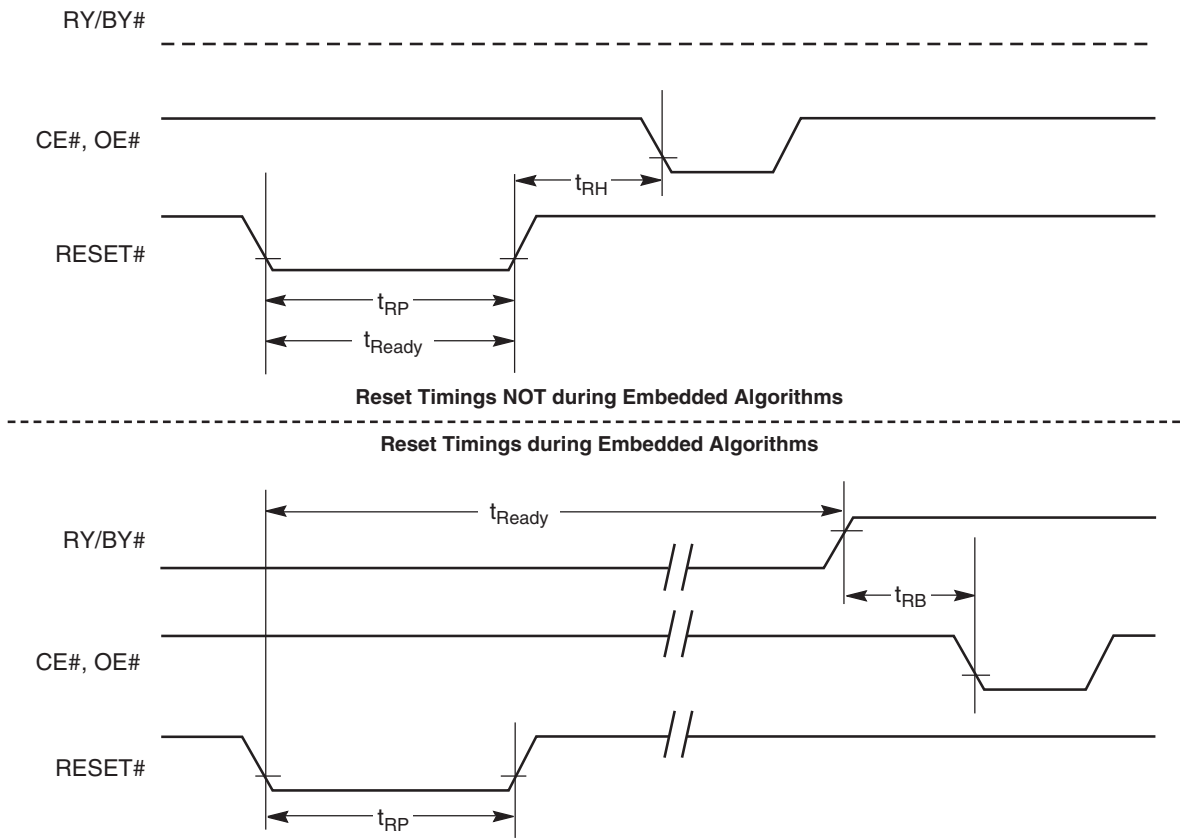 RY/BY#
CE#, OE#
tRH
RESET#
tRP
tReady
Reset Timings NOT during Embedded Algorithms
Reset Timings during Embedded Algorithms
tReady
RY/BY#
tRB
CE#, OE#
RESET#
tRP